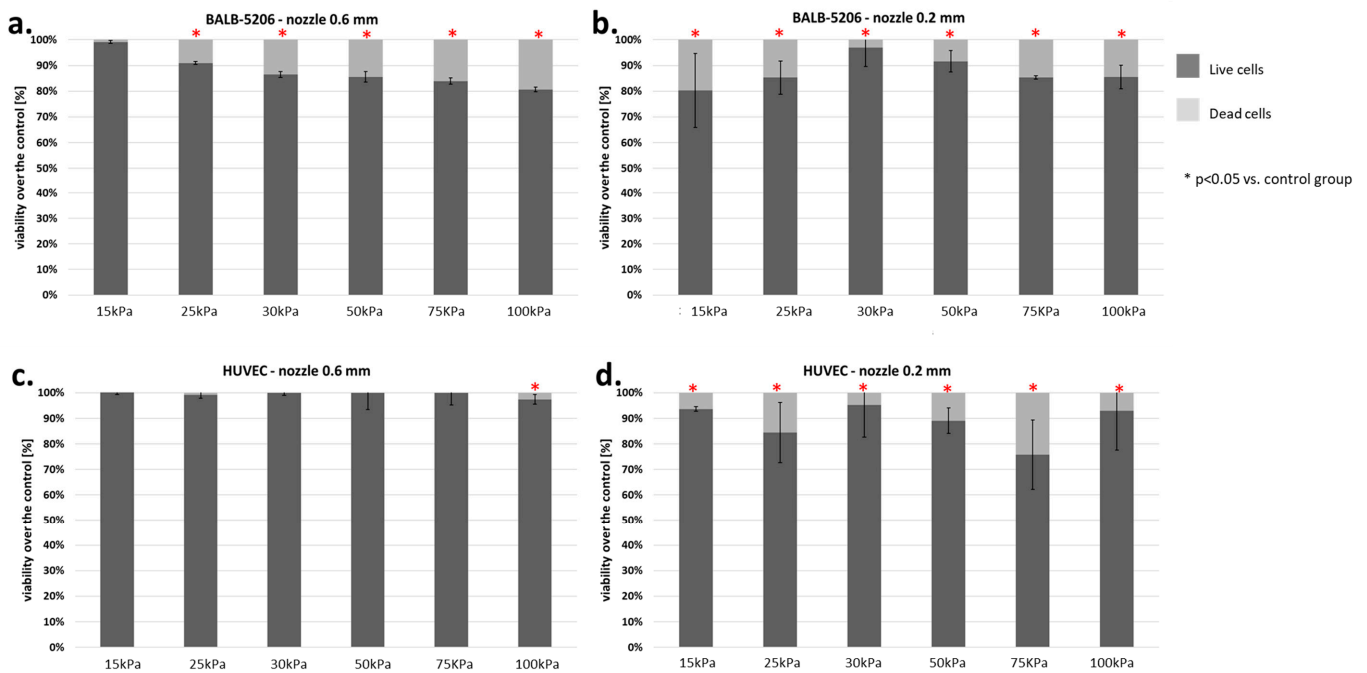 a.
BALB-5206 - nozzle 0.6 mm
* * * * *
viability over the control [%]
100%
90%
80%
70%
60%
50%
40%
30%
20%
10%
0%
15kPa 25kPa 30kPa 50kPa 75KPa 100kPa
b.
BALB-5206 - nozzle 0.2 mm
* * * * * *
viability over the control [%]
100%
90%
80%
70%
60%
50%
40%
30%
20%
10%
0%
: 15kPa 25kPa 30kPa 50kPa 75KPa 100kPa
Live cells
Dead cells
* p<0.05 vs. control group
c.
HUVEC - nozzle 0.6 mm
*
viability over the control [%]
100%
90%
80%
70%
60%
50%
40%
30%
20%
10%
0%
15kPa 25kPa 30kPa 50kPa 75KPa 100kPa
d.
HUVEC - nozzle 0.2 mm
* * * * * *
viability over the control [%]
100%
90%
80%
70%
60%
50%
40%
30%
20%
10%
0%
15kPa 25kPa 30kPa 50kPa 75KPa 100kPa